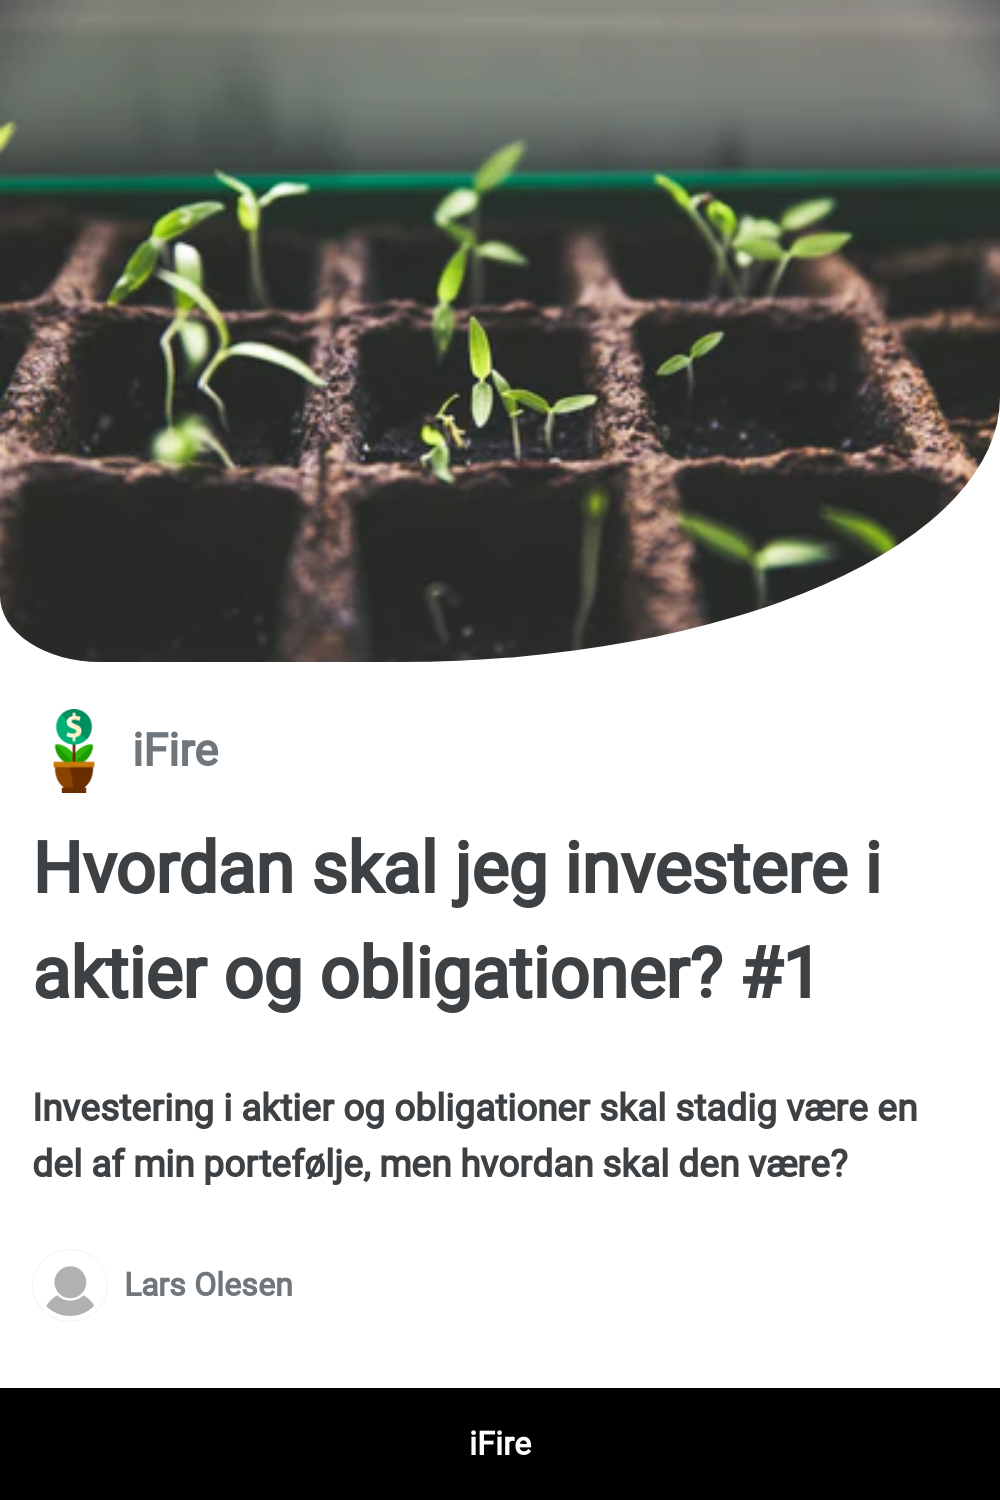 $
iFire
Hvordan skal jeg investere i
aktier og obligationer? #1
Investering i aktier og obligationer skal stadig være en
del af min portefølje, men hvordan skal den være?
Lars Olesen
iFire